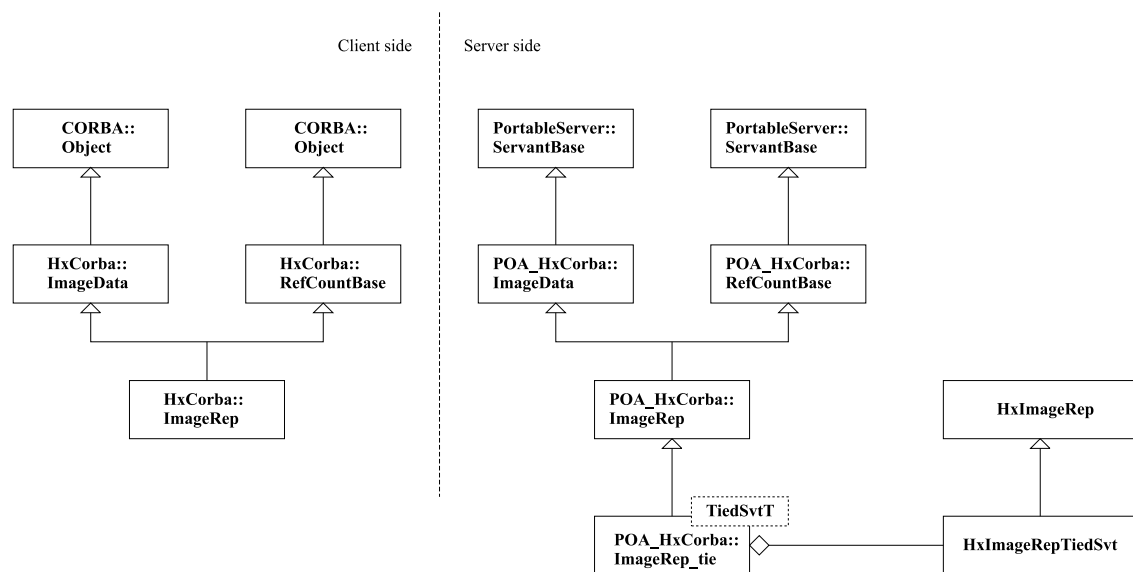 Client side
Server side
CORBA::
Object
CORBA::
Object
PortableServer::
ServantBase
PortableServer::
ServantBase
HxCorba::
ImageData
HxCorba::
RefCountBase
POA_HxCorba::
ImageData
POA_HxCorba::
RefCountBase
HxCorba::
ImageRep
POA_HxCorba::
ImageRep
HxImageRep
TiedSvtT
POA_HxCorba::
ImageRep_tie
HxImageRepTiedSvt